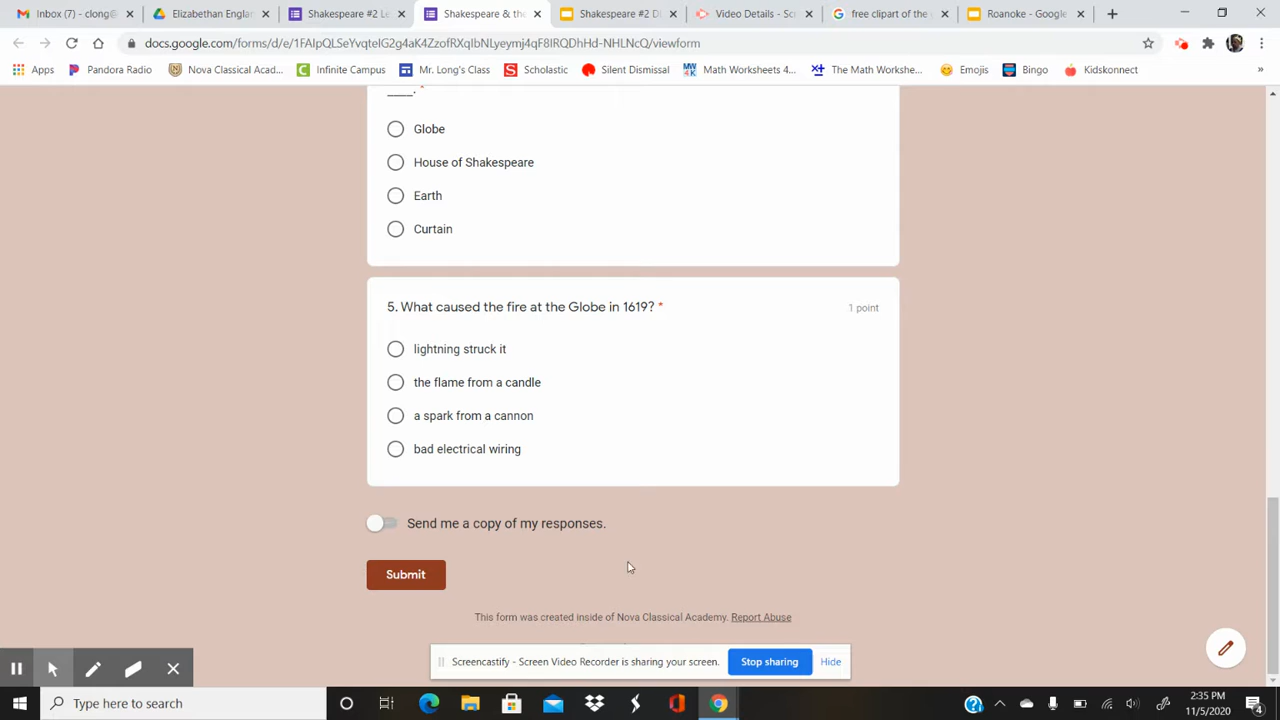 Inbox (2) - clong@
Elizabethan Englan
Shakespeare #2 Le
Shakespeare & th
Shakespeare #2 D
Video Details - Scr
free clipart of the
Roanoke - Google
docs.google.com/forms/d/e/1FAIpQLSeYvqteIG2g4aK4ZzofRXqIbNLyeymj4qF8IRQDhHd-NHLNcQ/viewform
Apps
Pandora Radio
Nova Classical Acad...
Infinite Campus
Mr. Long's Class
Scholastic
Silent Dismissal
Math Worksheets 4...
The Math Workshe...
Emojis
Bingo
Kidskonnect
»
____. *
Globe
House of Shakespeare
Earth
Curtain
5. What caused the fire at the Globe in 1619? *
1 point
lightning struck it
the flame from a candle
a spark from a cannon
bad electrical wiring
Send me a copy of my responses.
Submit
This form was created inside of Nova Classical Academy. Report Abuse
Screencastify - Screen Video Recorder is sharing your screen.
Stop sharing
Hide
Type here to search
2:35 PM
11/5/2020
4